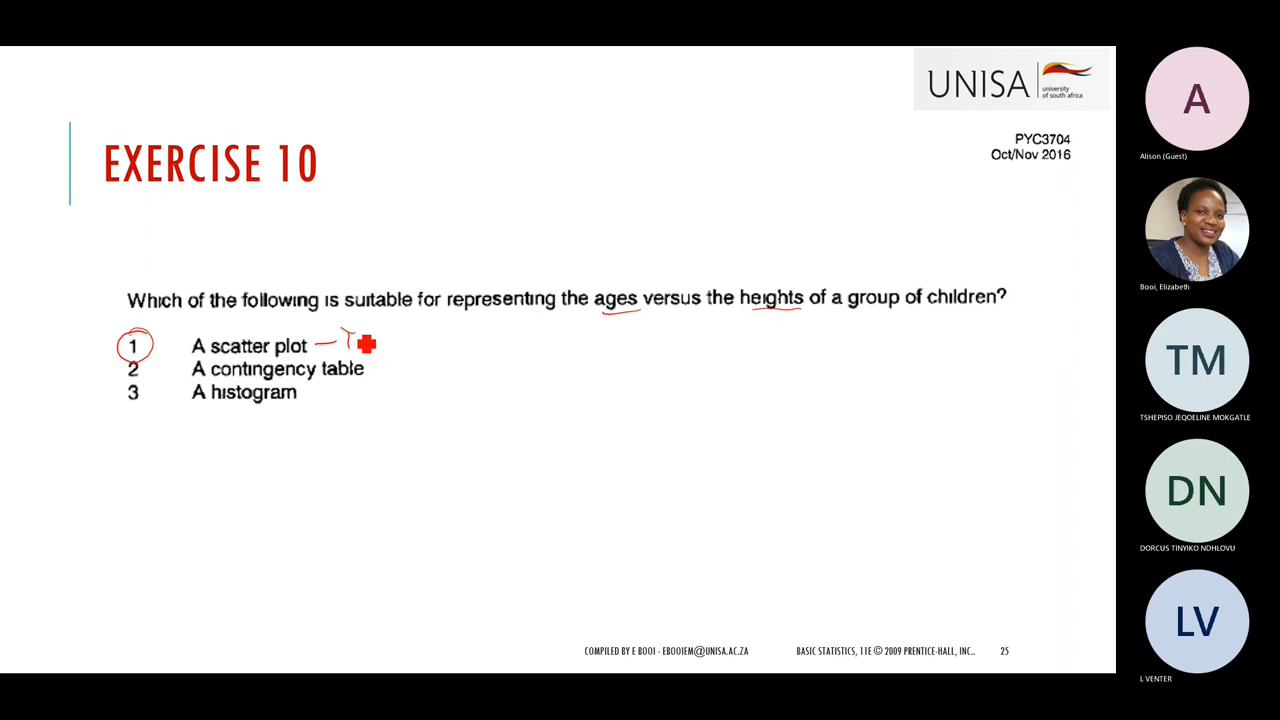 UNISA
university
of south africa
PYC3704
Oct/Nov 2016
EXERCISE 10
Which of the following is suitable for representing the ages versus the heights of a group of children?
1 A scatter plot
2 A contingency table
3 A histogram
COMPILED BY E BOOI - EBOOIEM@UNISA.AC.ZA BASIC STATISTICS, 11E © 2009 PRENTICE-HALL, INC.. 25
A
Alison (Guest)
Booi, Elizabeth
TM
TSHEPISO JEQOELINE MOKGATLE
DN
DORCUS TINYIKO NDHLOVU
LV
L VENTER